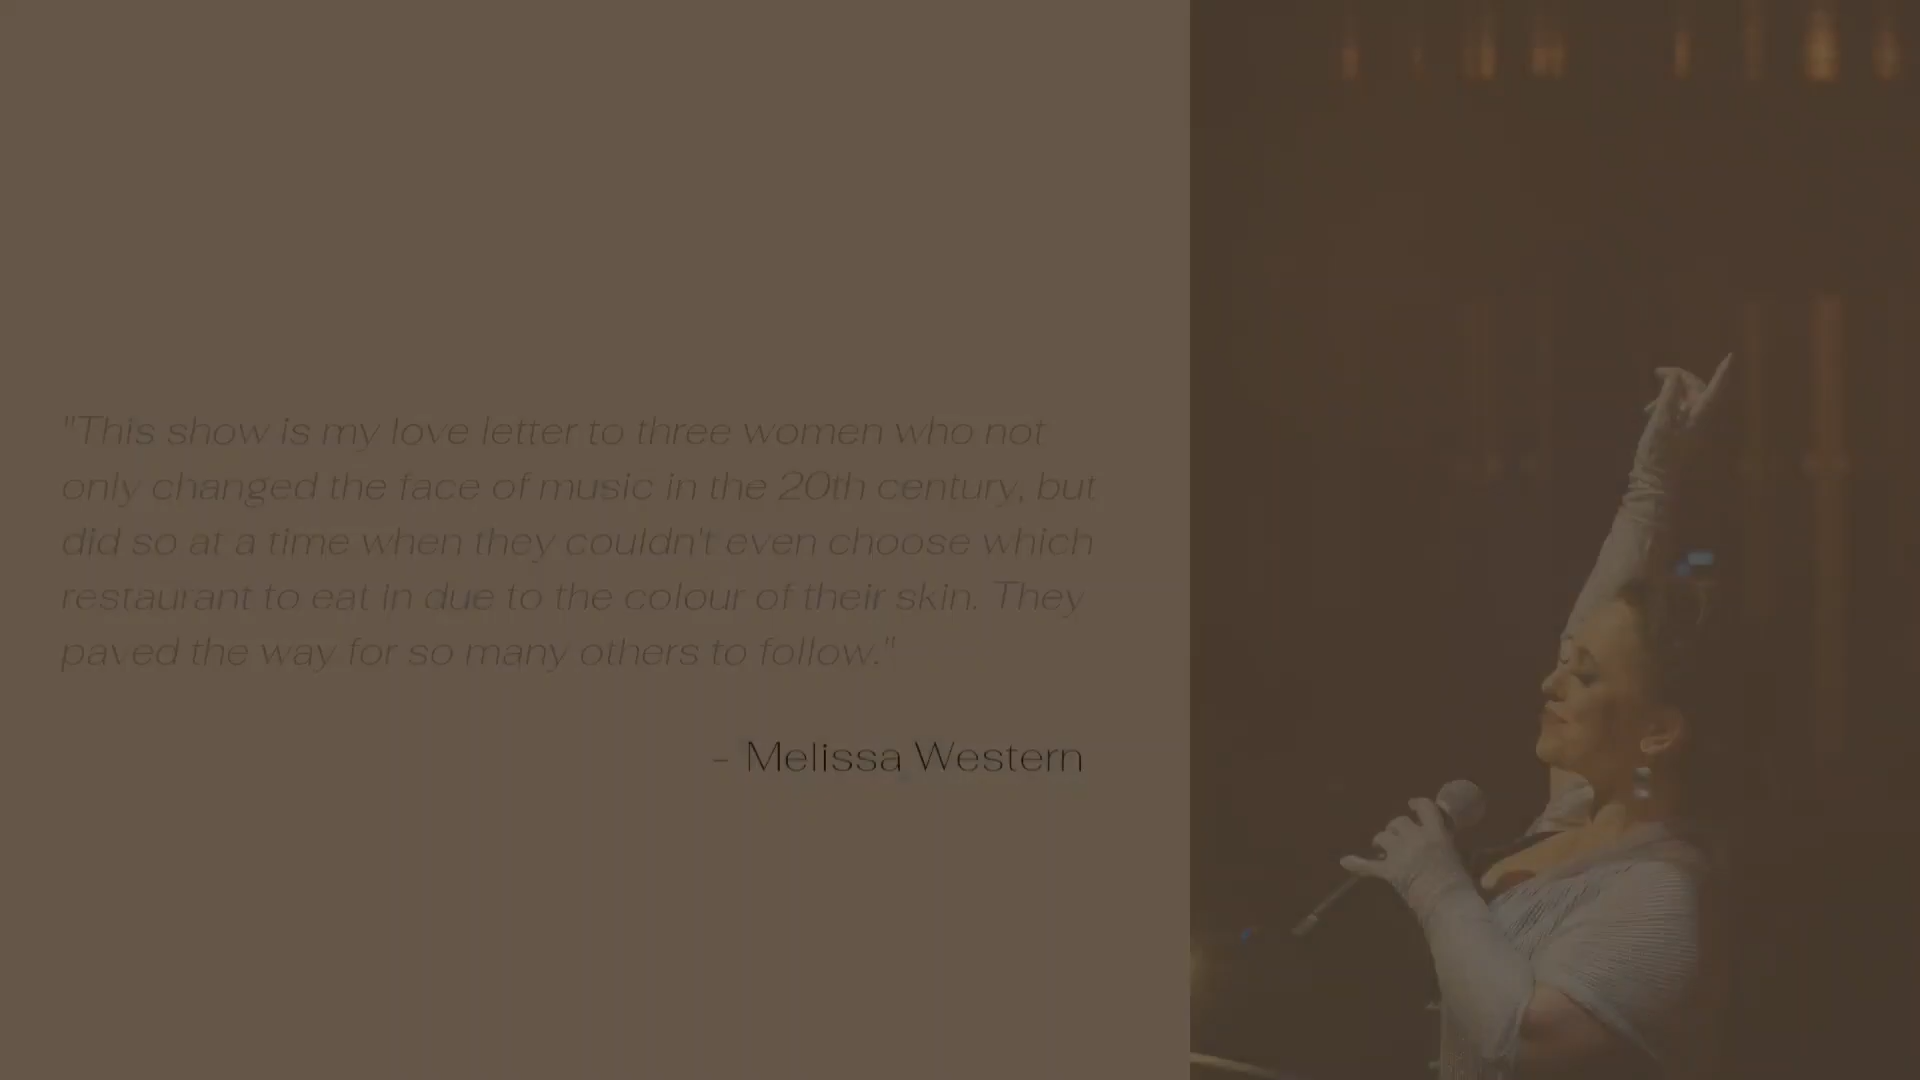 "This show is my love letter to three women who not
only changed the face of music in the 20th century, but
did so at a time when they couldn't even choose which
restaurant to eat in due to the colour of their skin. They
paved the way for so many others to follow."
– Melissa Western